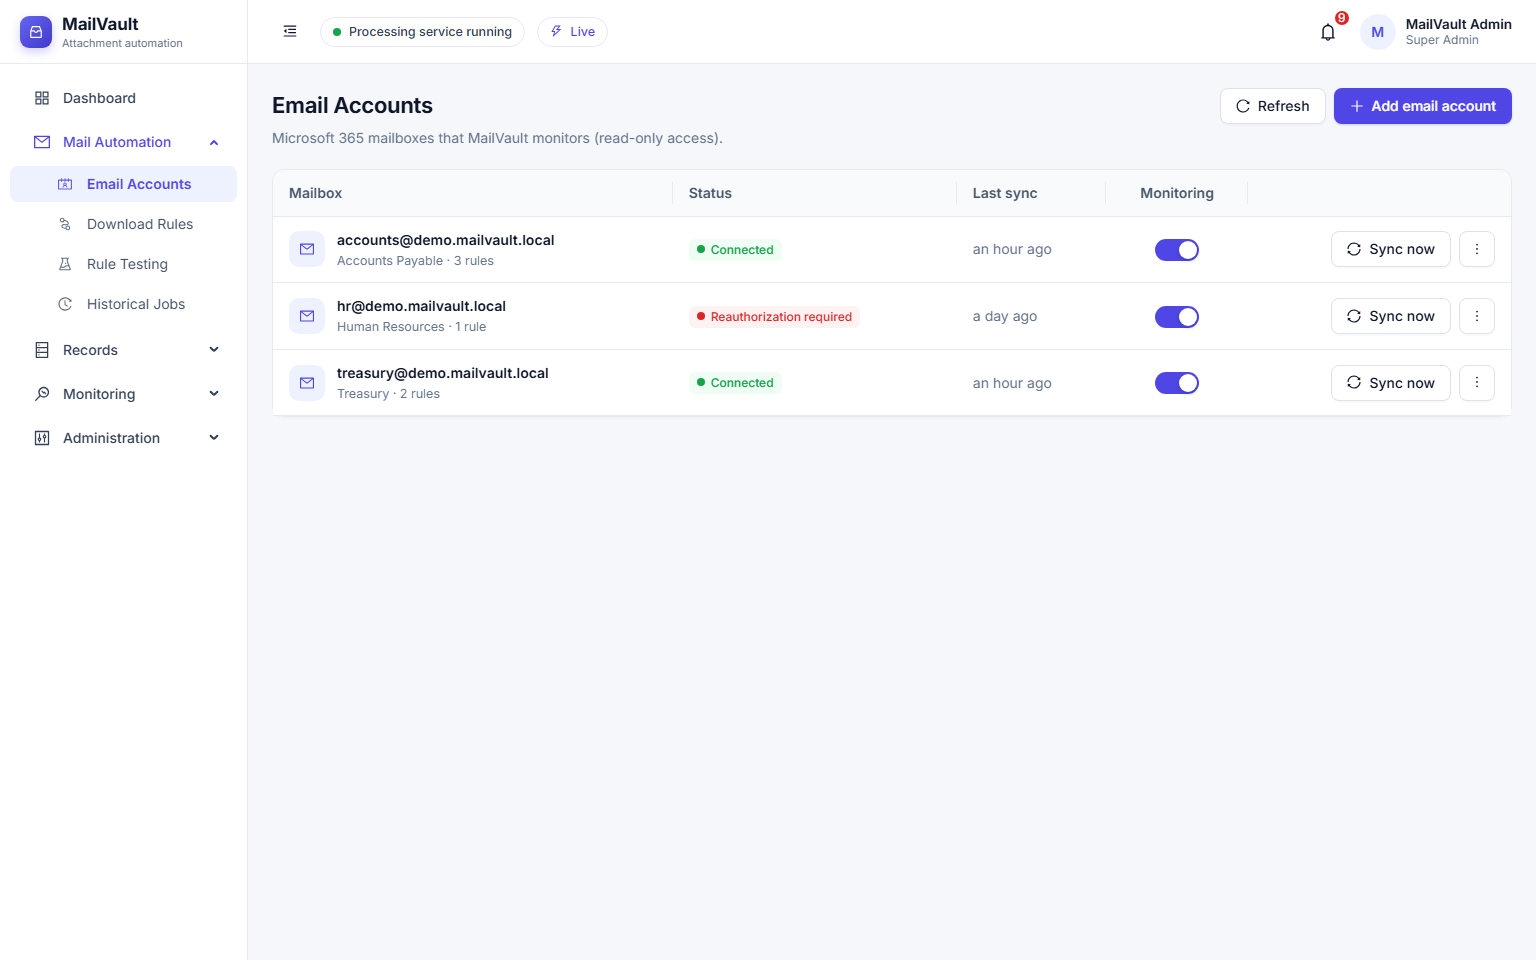 MailVault
Attachment automation
Processing service running
Live
9
M
MailVault Admin
Super Admin
Dashboard
Mail Automation
Email Accounts
Download Rules
Rule Testing
Historical Jobs
Records
Monitoring
Administration
Email Accounts
Microsoft 365 mailboxes that MailVault monitors (read-only access).
Refresh
Add email account
Mailbox Status Last sync Monitoring
accounts@demo.mailvault.local
Accounts Payable · 3 rules
Connected
an hour ago
Sync now
hr@demo.mailvault.local
Human Resources · 1 rule
Reauthorization required
a day ago
Sync now
treasury@demo.mailvault.local
Treasury · 2 rules
Connected
an hour ago
Sync now